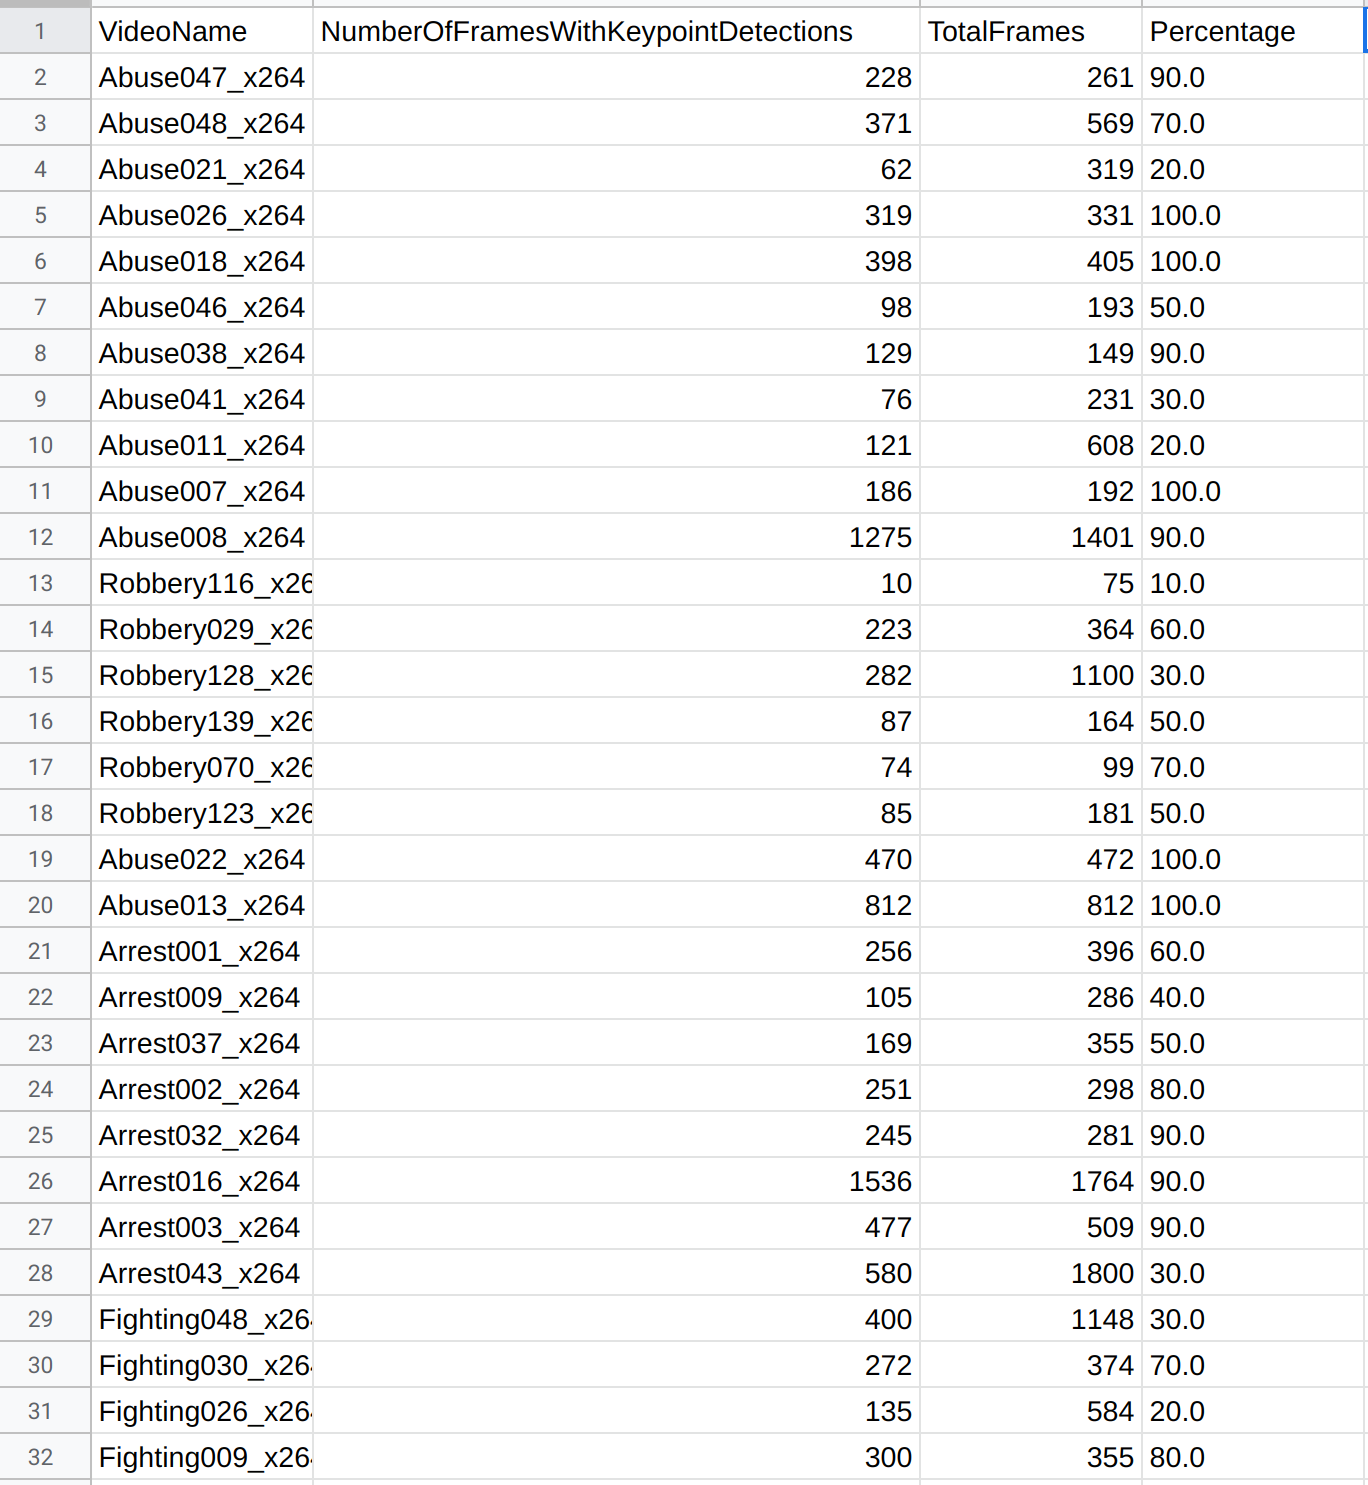 1 VideoName NumberOfFramesWithKeypointDetections TotalFrames Percentage
2 Abuse047_x264 228 261 90.0
3 Abuse048_x264 371 569 70.0
4 Abuse021_x264 62 319 20.0
5 Abuse026_x264 319 331 100.0
6 Abuse018_x264 398 405 100.0
7 Abuse046_x264 98 193 50.0
8 Abuse038_x264 129 149 90.0
9 Abuse041_x264 76 231 30.0
10 Abuse011_x264 121 608 20.0
11 Abuse007_x264 186 192 100.0
12 Abuse008_x264 1275 1401 90.0
13 Robbery116_x26 10 75 10.0
14 Robbery029_x26 223 364 60.0
15 Robbery128_x26 282 1100 30.0
16 Robbery139_x26 87 164 50.0
17 Robbery070_x26 74 99 70.0
18 Robbery123_x26 85 181 50.0
19 Abuse022_x264 470 472 100.0
20 Abuse013_x264 812 812 100.0
21 Arrest001_x264 256 396 60.0
22 Arrest009_x264 105 286 40.0
23 Arrest037_x264 169 355 50.0
24 Arrest002_x264 251 298 80.0
25 Arrest032_x264 245 281 90.0
26 Arrest016_x264 1536 1764 90.0
27 Arrest003_x264 477 509 90.0
28 Arrest043_x264 580 1800 30.0
29 Fighting048_x264 400 1148 30.0
30 Fighting030_x264 272 374 70.0
31 Fighting026_x264 135 584 20.0
32 Fighting009_x264 300 355 80.0